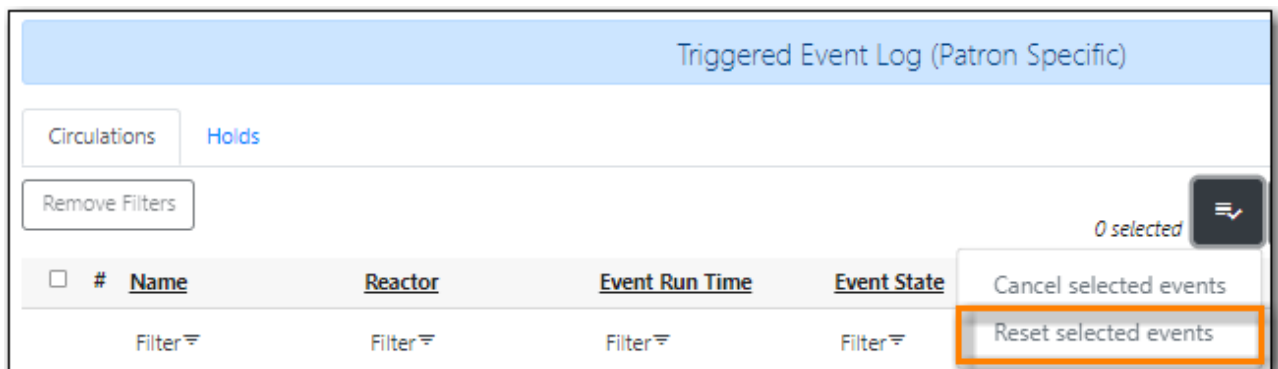 Triggered Event Log (Patron Specific)
Circulations Holds
Remove Filters
0 selected
# Name Reactor Event Run Time Event State
Cancel selected events
Filter Filter Filter Filter
Reset selected events